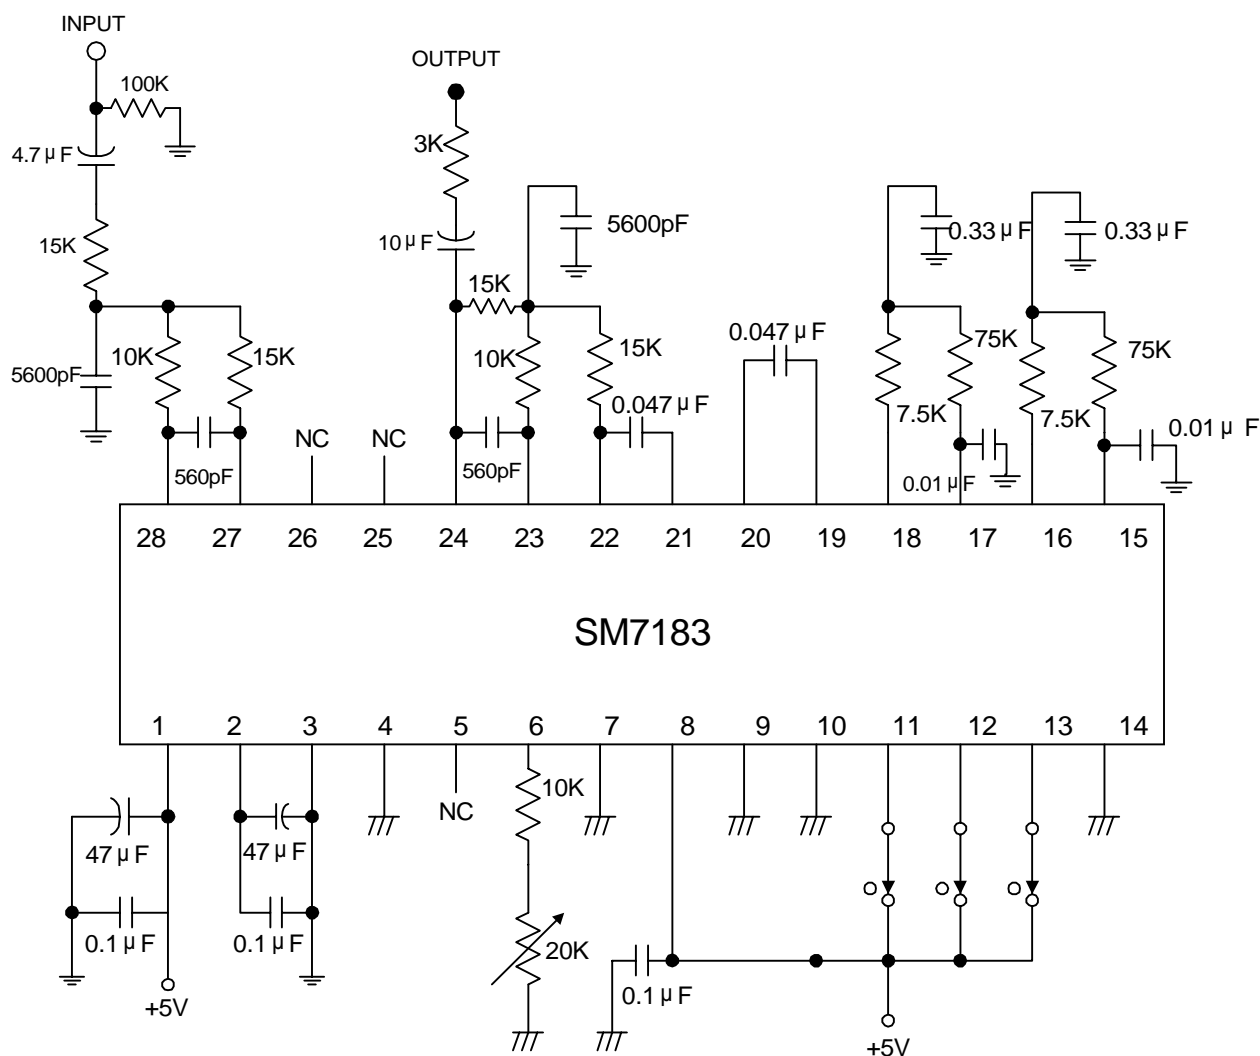 INPUT
OUTPUT
100K
3K
4.7μF
5600pF
0.33μF
0.33μF
15K
10μF
15K
0.047μF
10K
15K
10K
15K
75K
75K
5600pF
0.047μF
7.5K
7.5K
0.01μF
NC
NC
560pF
560pF
0.01μF
28 27 26 25 24 23 22 21 20 19 18 17 16 15
SM7183
1 2 3 4 5 6 7 8 9 10 11 12 13 14
10K
NC
47μF
47μF
0.1μF
0.1μF
20K
0.1μF
+5V
+5V